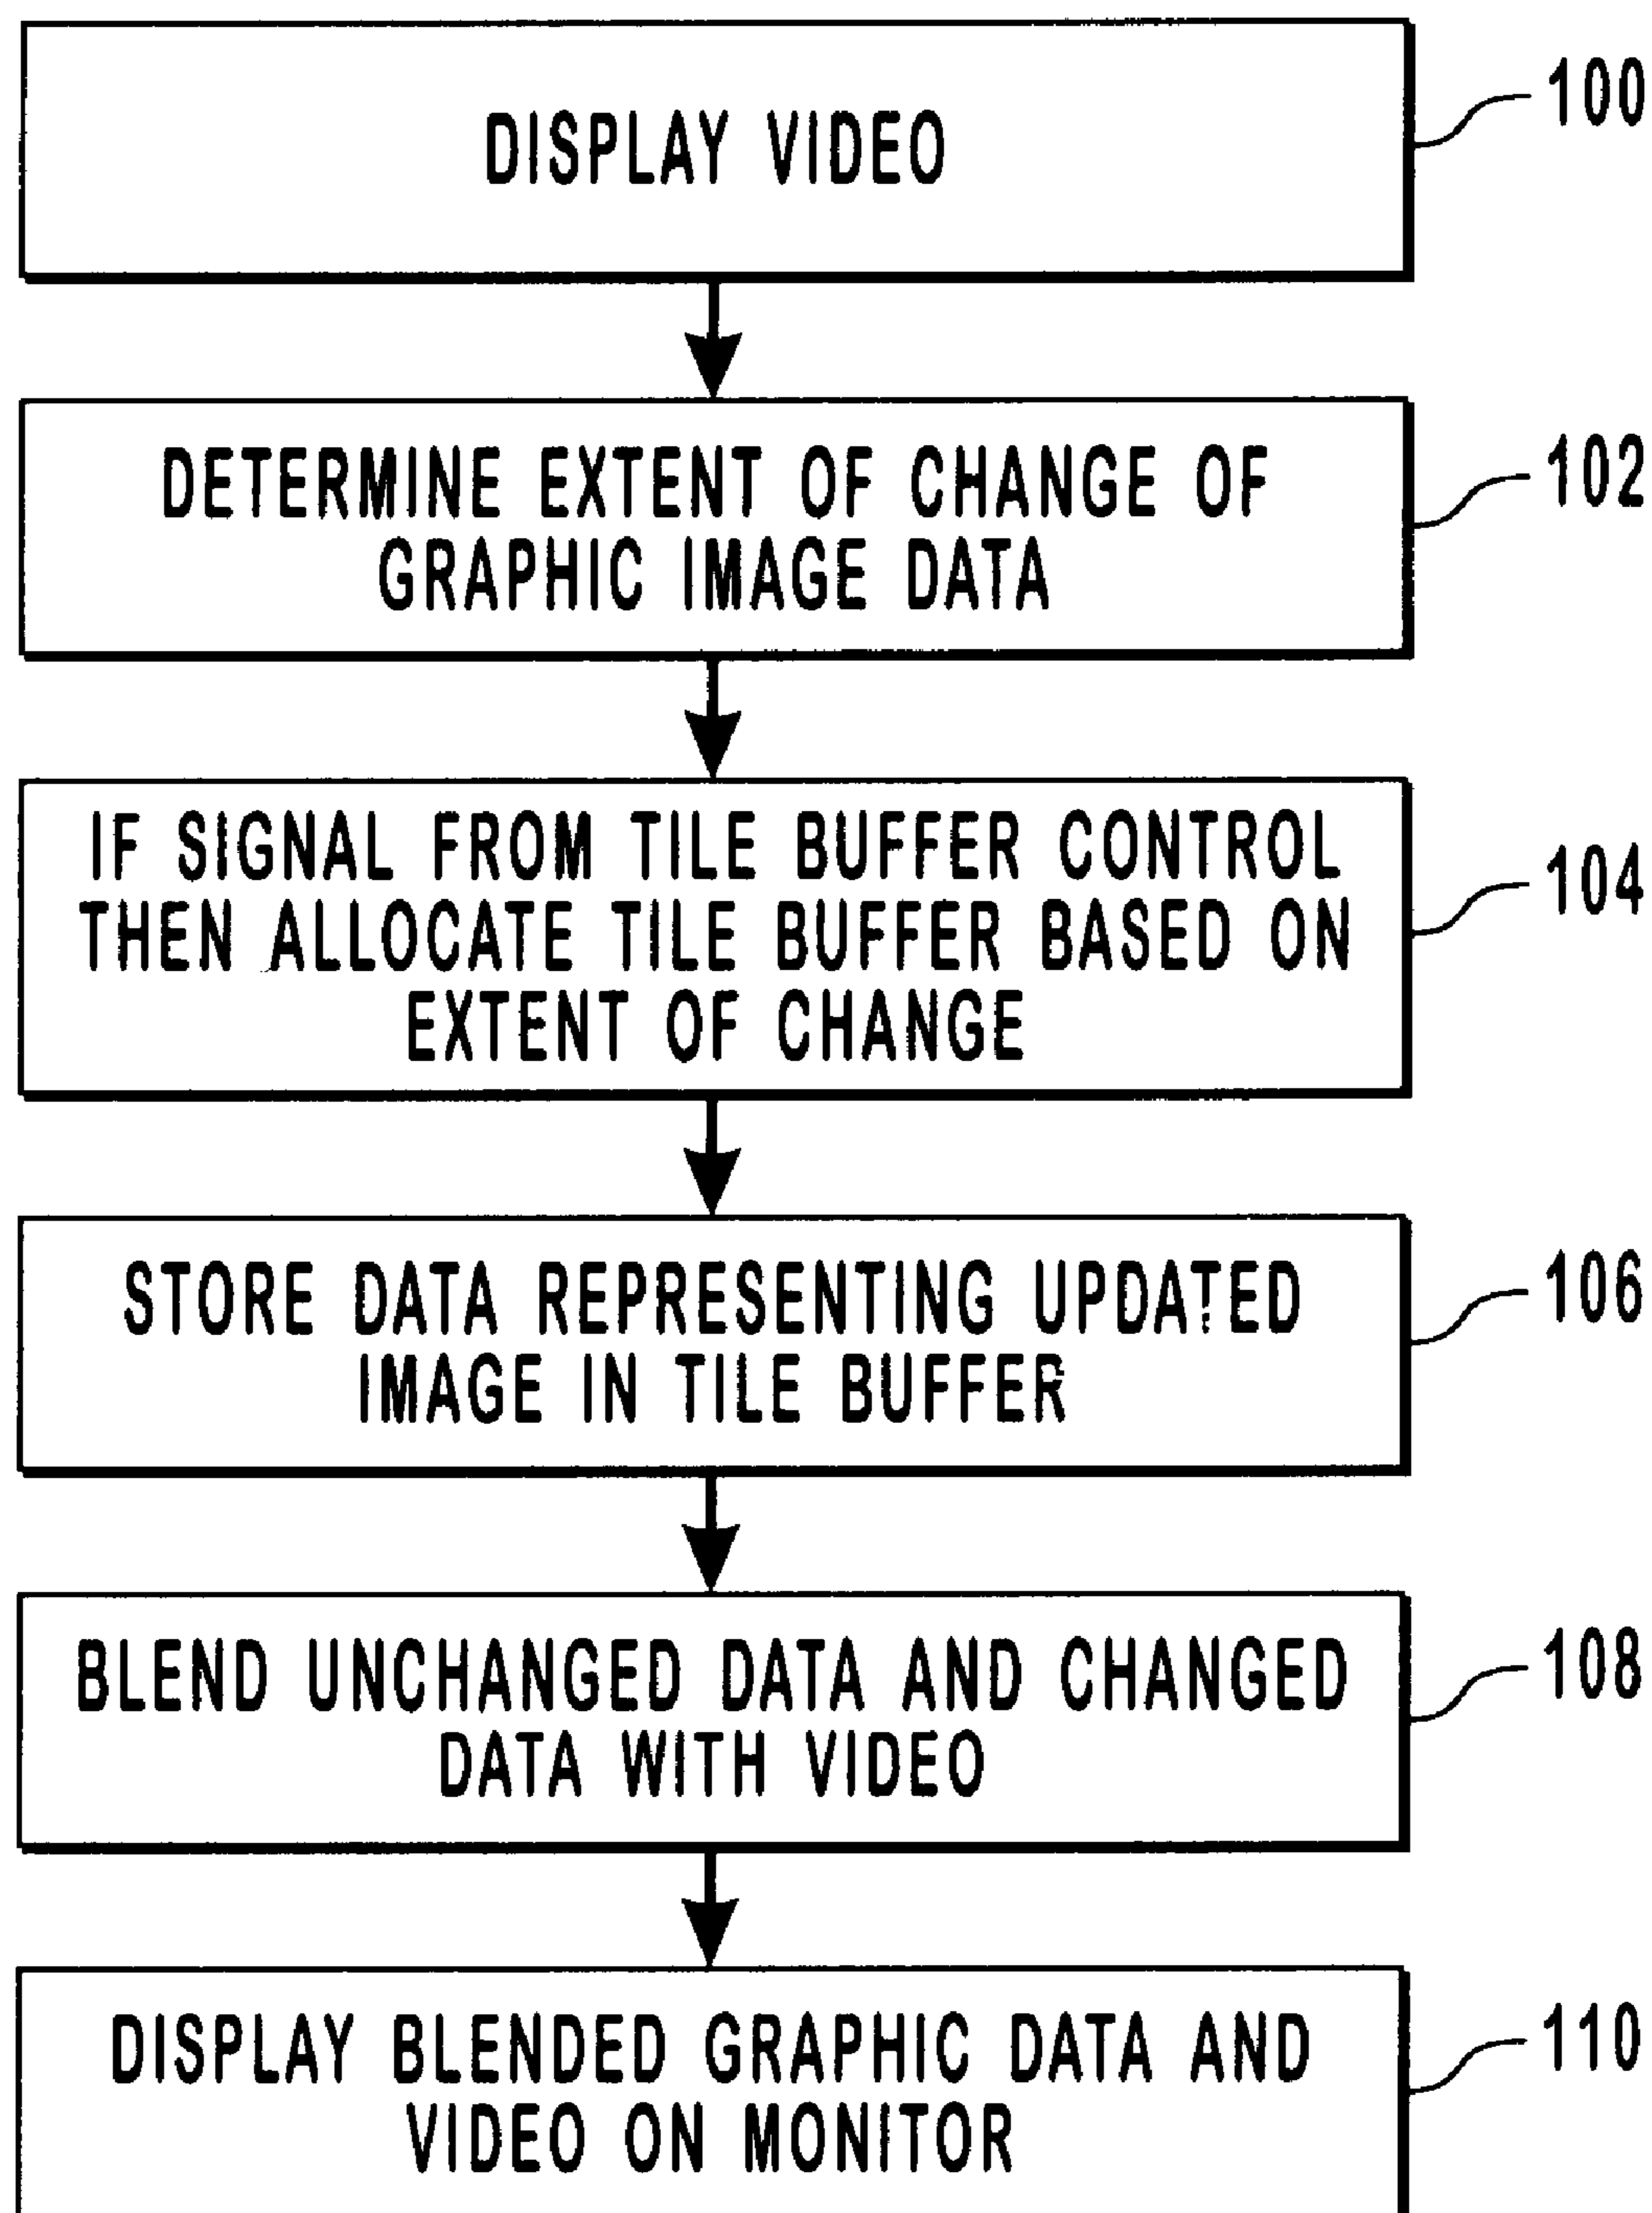 DISPLAY VIDEO
100
DETERMINE EXTENT OF CHANGE OF
GRAPHIC IMAGE DATA
102
IF SIGNAL FROM TILE BUFFER CONTROL
THEN ALLOCATE TILE BUFFER BASED ON
EXTENT OF CHANGE
104
STORE DATA REPRESENTING UPDATED
IMAGE IN TILE BUFFER
106
BLEND UNCHANGED DATA AND CHANGED
DATA WITH VIDEO
108
DISPLAY BLENDED GRAPHIC DATA AND
VIDEO ON MONITOR
110